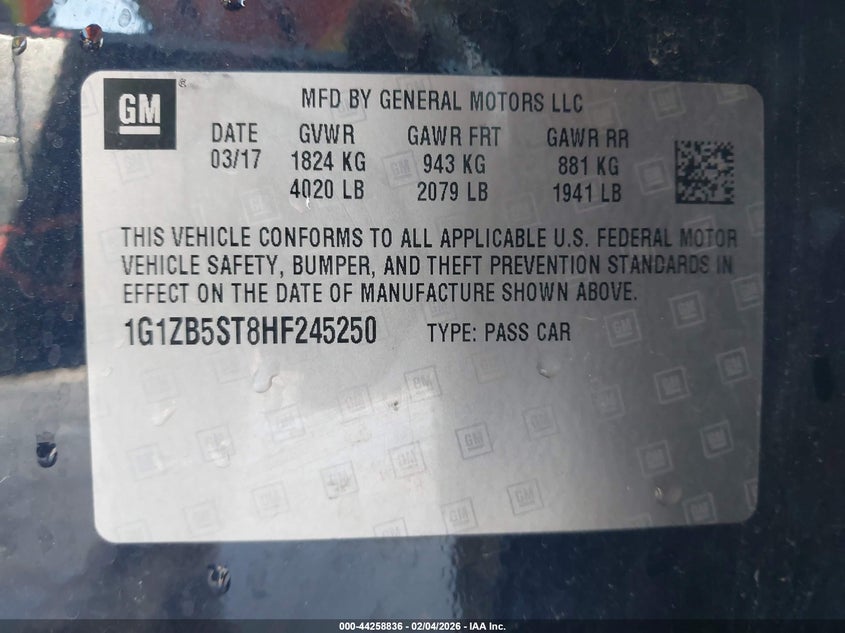 GM ®
MFD BY GENERAL MOTORS LLC
DATE GVWR GAWR FRT GAWR RR
03/17 1824 KG 943 KG 881 KG
4020 LB 2079 LB 1941 LB
THIS VEHICLE CONFORMS TO ALL APPLICABLE U.S. FEDERAL MOTOR
VEHICLE SAFETY, BUMPER, AND THEFT PREVENTION STANDARDS IN
EFFECT ON THE DATE OF MANUFACTURE SHOWN ABOVE.
1G1ZB5ST8HF245250 TYPE: PASS CAR
000-44258836 - 02/04/2026 - IAA Inc.